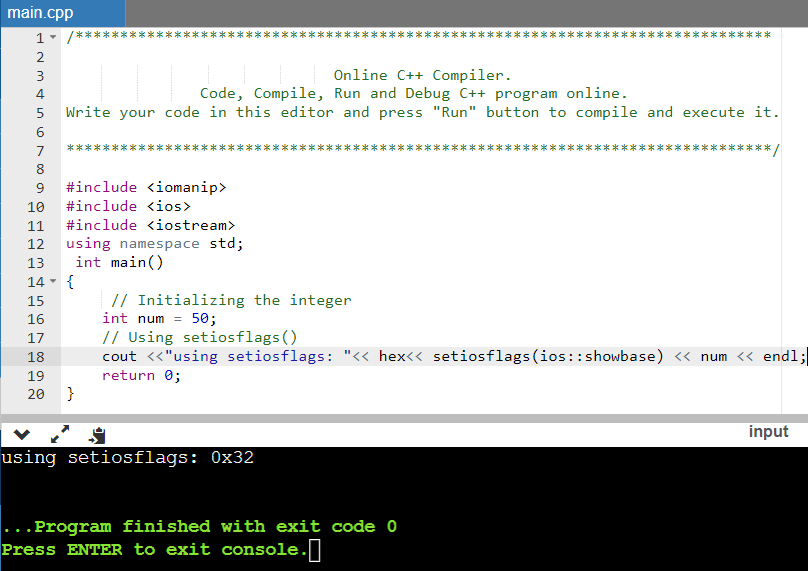 main.cpp
1 /******************************************************************************
2
3 Online C++ Compiler.
4 Code, Compile, Run and Debug C++ program online.
5 Write your code in this editor and press "Run" button to compile and execute it.
6
7 *******************************************************************************/
8
9 #include <iomanip>
10 #include <ios>
11 #include <iostream>
12 using namespace std;
13 int main()
14 {
15 // Initializing the integer
16 int num = 50;
17 // Using setiosflags()
18 cout <<"using setiosflags: "<< hex<< setiosflags(ios::showbase) << num << endl;
19 return 0;
20 }
input
using setiosflags: 0x32
...Program finished with exit code 0
Press ENTER to exit console.